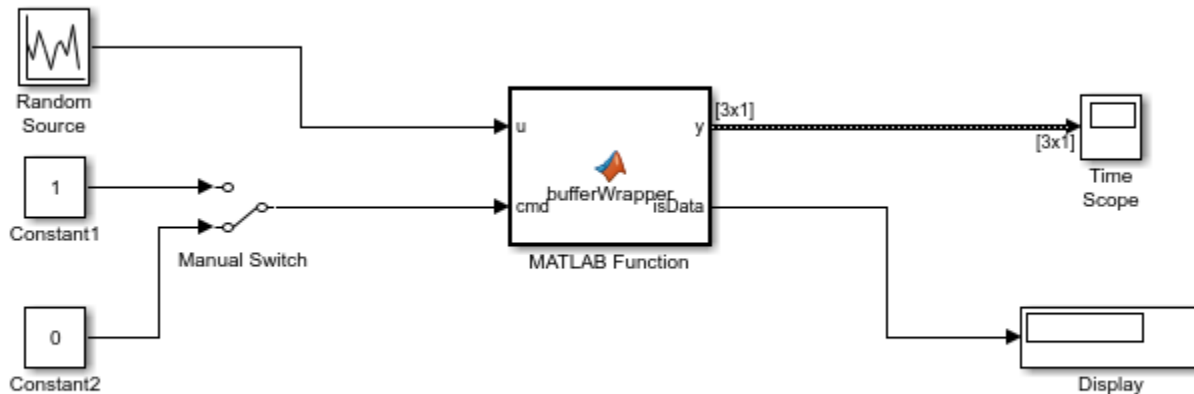 Random
Source
1
Constant1
0
Constant2
Manual Switch
u
cmd
bufferWrapper
y
isData
MATLAB Function
[3x1]
[3x1]
Time
Scope
Display